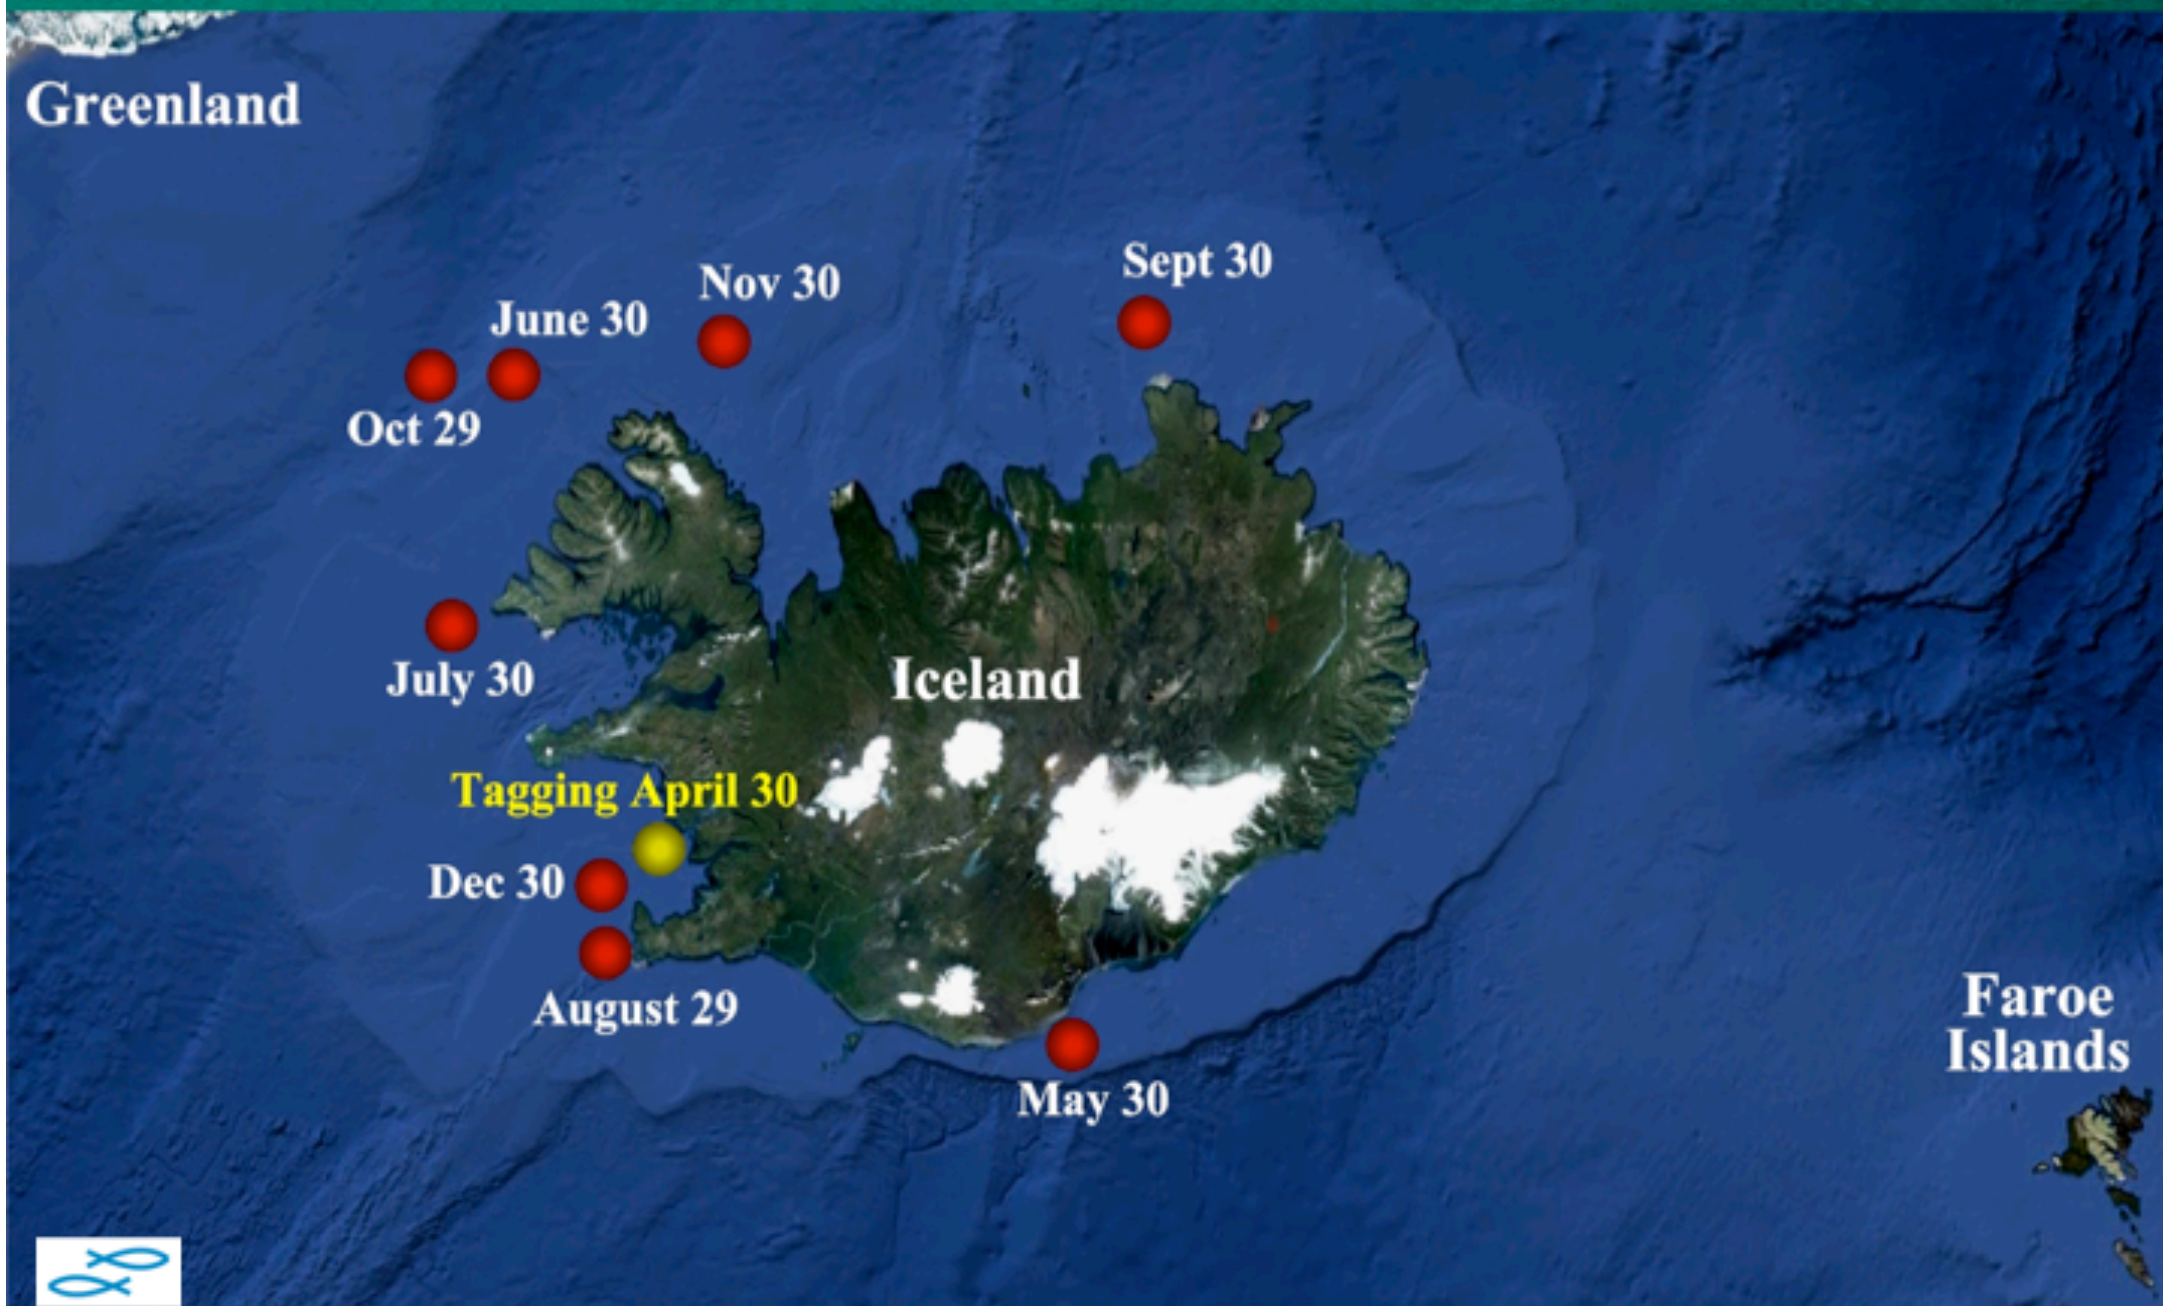 Greenland
Sept 30
Nov 30
June 30
Oct 29
July 30
Iceland
Tagging April 30
Dec 30
August 29
Faroe
Islands
May 30